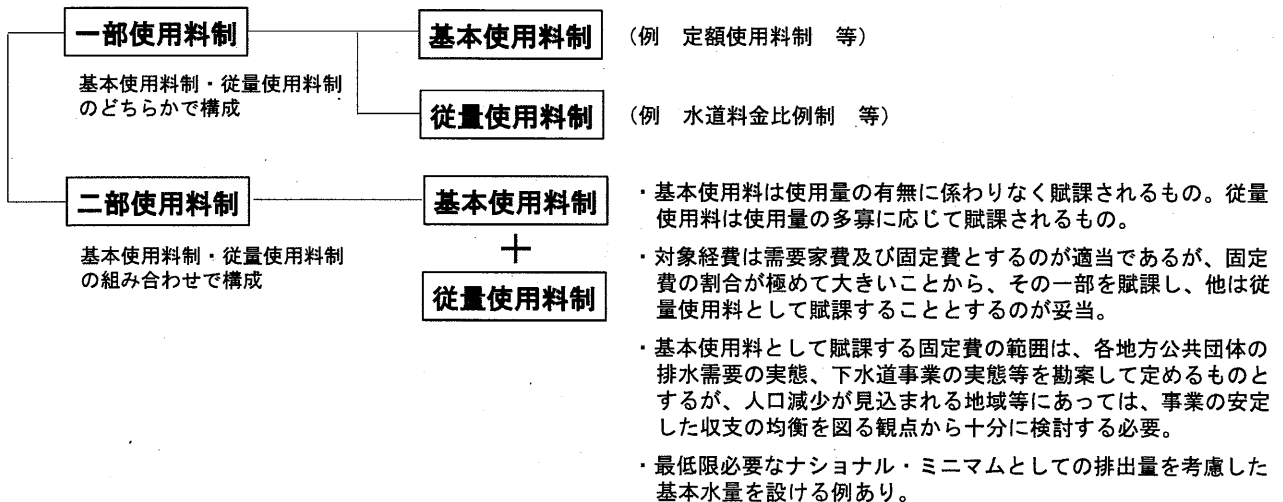 一部使用料制
基本使用料制・従量使用料制
のどちらかで構成
基本使用料制
(例　定額使用料制　等)
従量使用料制
(例　水道料金比例制　等)
二部使用料制
基本使用料制・従量使用料制
の組み合わせで構成
基本使用料制
＋
従量使用料制
・基本使用料は使用量の有無に係わりなく賦課されるもの。従量
使用料は使用量の多寡に応じて賦課されるもの。
・対象経費は需要家費及び固定費とするのが適当であるが、固定
費の割合が極めて大きいことから、その一部を賦課し、他は従
量使用料として賦課することとするのが妥当。
・基本使用料として賦課する固定費の範囲は、各地方公共団体の
排水需要の実態、下水道事業の実態等を勘案して定めるものと
するが、人口減少が見込まれる地域等にあっては、事業の安定
した収支の均衡を図る観点から十分に検討する必要。
・最低限必要なナショナル・ミニマムとしての排出量を考慮した
基本水量を設ける例あり。